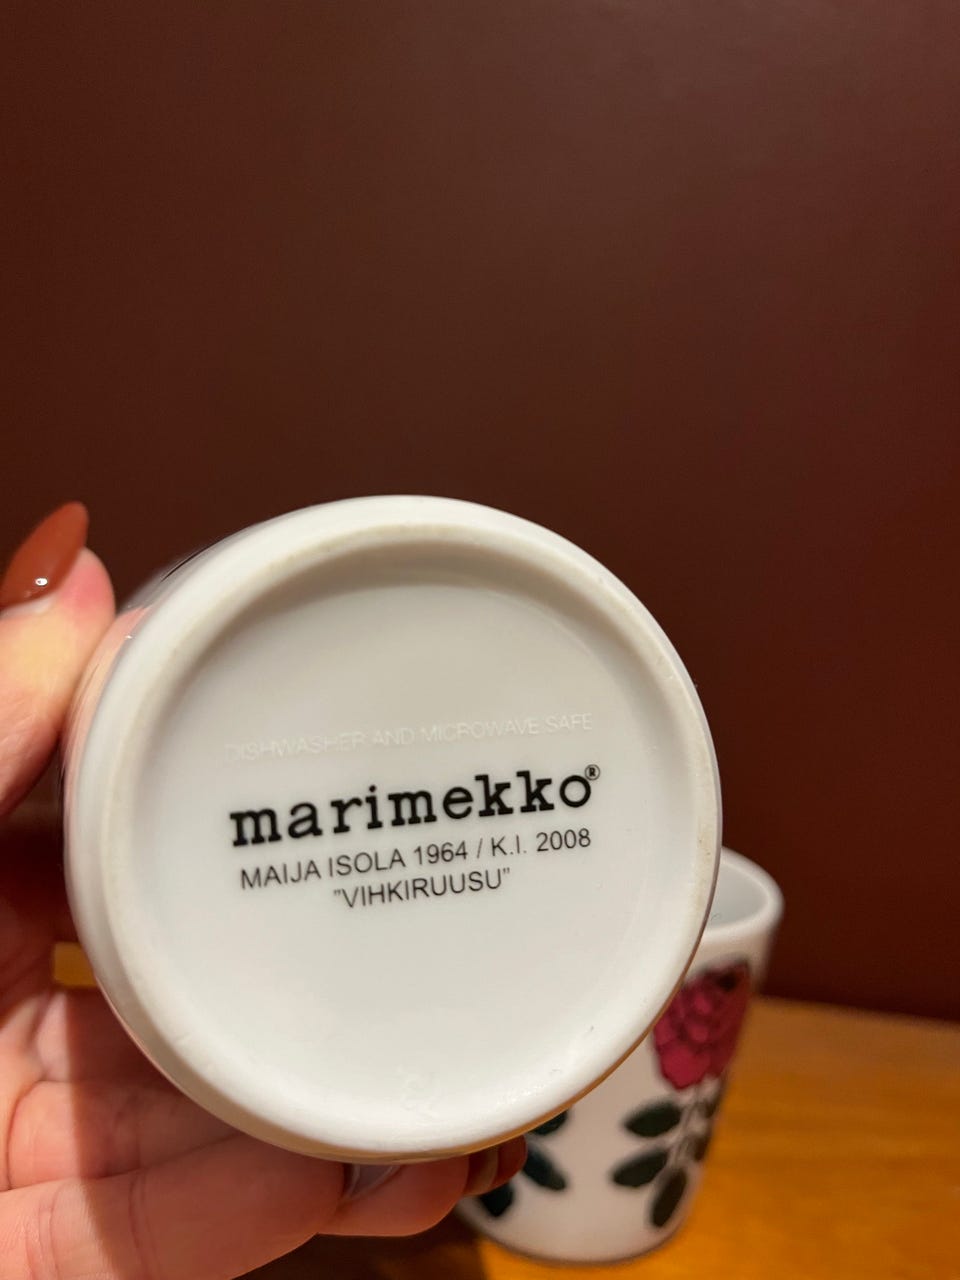 DISHWASHER AND MICROWAVE SAFE
marimekko®
MAIJA ISOLA 1964 / K.I. 2008
”VIHKIRUUSU”